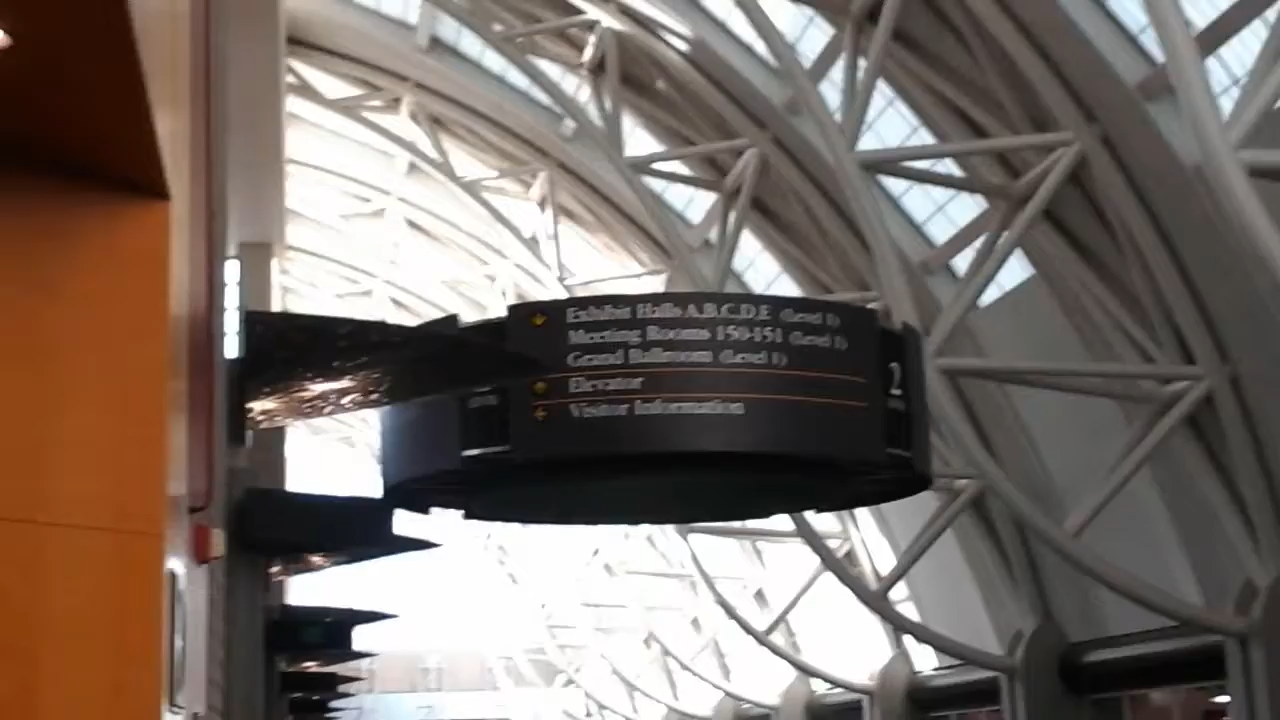 Exhibit Halls A,B,C,D,E (Level 1)
Meeting Rooms 150-151 (Level 1)
Grand Ballroom (Level 1)
Elevator
Visitor Information
2